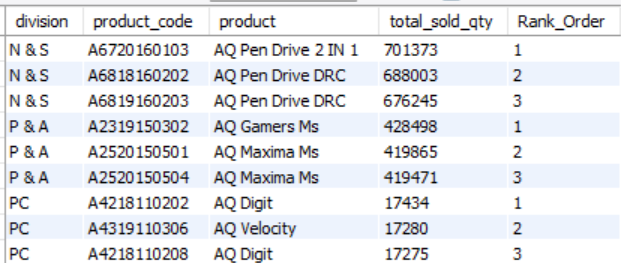 division product_code product total_sold_qty Rank_Order
N & S A6720160103 AQ Pen Drive 2 IN 1 701373 1
N & S A6818160202 AQ Pen Drive DRC 688003 2
N & S A6819160203 AQ Pen Drive DRC 676245 3
P & A A2319150302 AQ Gamers Ms 428498 1
P & A A2520150501 AQ Maxima Ms 419865 2
P & A A2520150504 AQ Maxima Ms 419471 3
PC A4218110202 AQ Digit 17434 1
PC A4319110306 AQ Velocity 17280 2
PC A4218110208 AQ Digit 17275 3